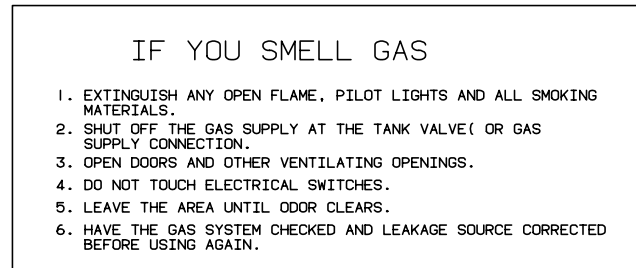 IF YOU SMELL GAS
1. EXTINGUISH ANY OPEN FLAME, PILOT LIGHTS AND ALL SMOKING
MATERIALS.
2. SHUT OFF THE GAS SUPPLY AT THE TANK VALVE( OR GAS
SUPPLY CONNECTION.
3. OPEN DOORS AND OTHER VENTILATING OPENINGS.
4. DO NOT TOUCH ELECTRICAL SWITCHES.
5. LEAVE THE AREA UNTIL ODOR CLEARS.
6. HAVE THE GAS SYSTEM CHECKED AND LEAKAGE SOURCE CORRECTED
BEFORE USING AGAIN.